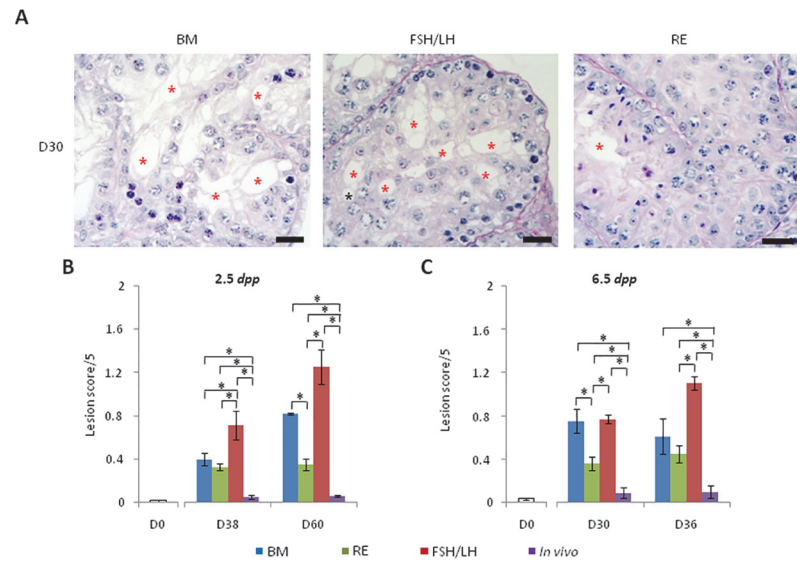 A
BM FSH/LH RE
D30
* * * * *
* * * * * * *
*
B 2.5 dpp
Lesion score/5
2
1.6
1.2
0.8
0.4
0
* * * * *
* * * * *
D0 D38 D60
C 6.5 dpp
Lesion score/5
2
1.6
1.2
0.8
0.4
0
* * * * *
* * * *
D0 D30 D36
BM RE FSH/LH In vivo